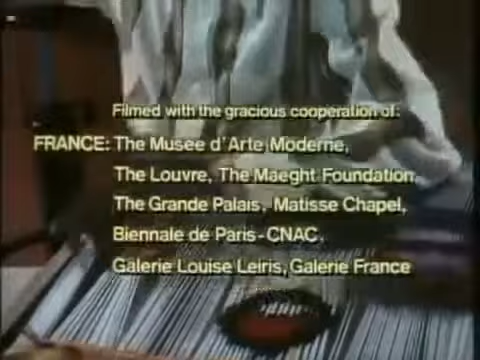 Filmed with the gracious cooperation of:
FRANCE: The Musee d'Arte Moderne,
The Louvre, The Maeght Foundation
The Grande Palais, Matisse Chapel,
Biennale de Paris-CNAC,
Galerie Louise Leiris, Galerie France